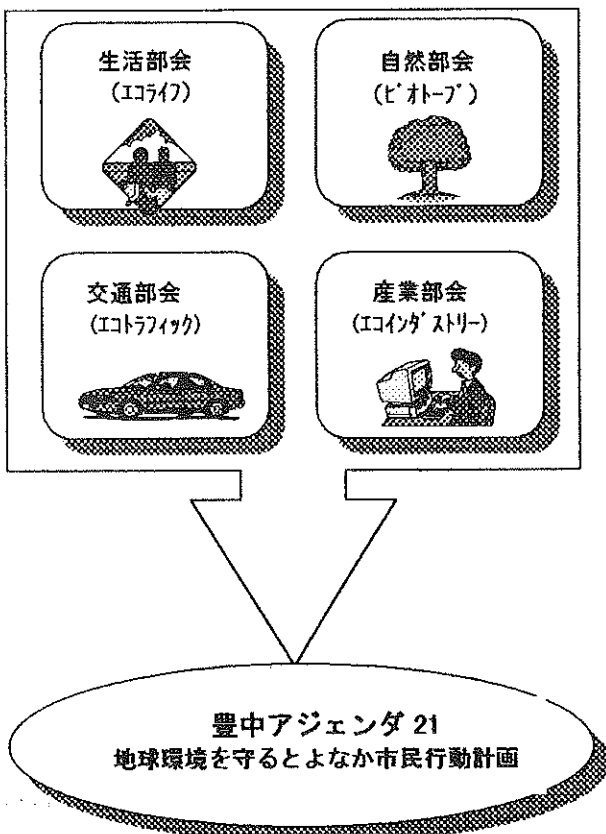 生活部会
(ｴｺﾗｲﾌ)
自然部会
(ﾋﾞｵﾄｰﾌﾟ)
交通部会
(ｴｺﾄﾗﾌｨｯｸ)
産業部会
(ｴｺｲﾝﾀﾞｽﾄﾘｰ)
豊中アジェンダ 21
地球環境を守るとよなか市民行動計画